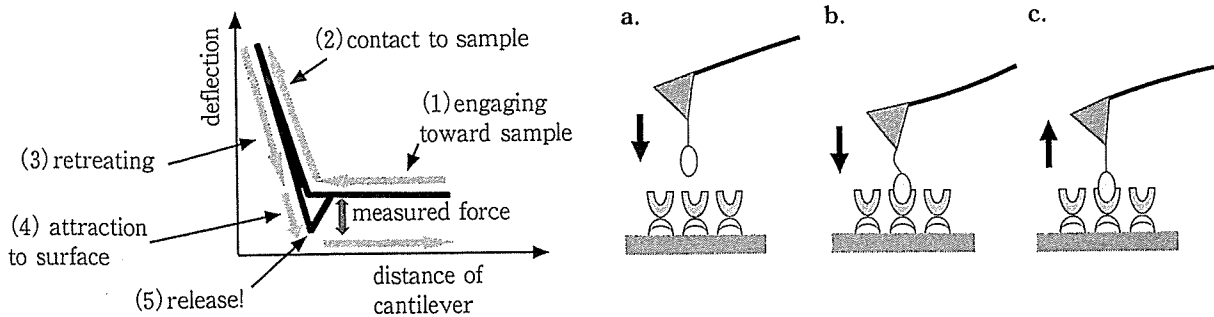 deflection
(2) contact to sample
(1) engaging
toward sample
(3) retreating
(4) attraction
to surface
measured force
(5) release!
distance of
cantilever
a.
b.
c.